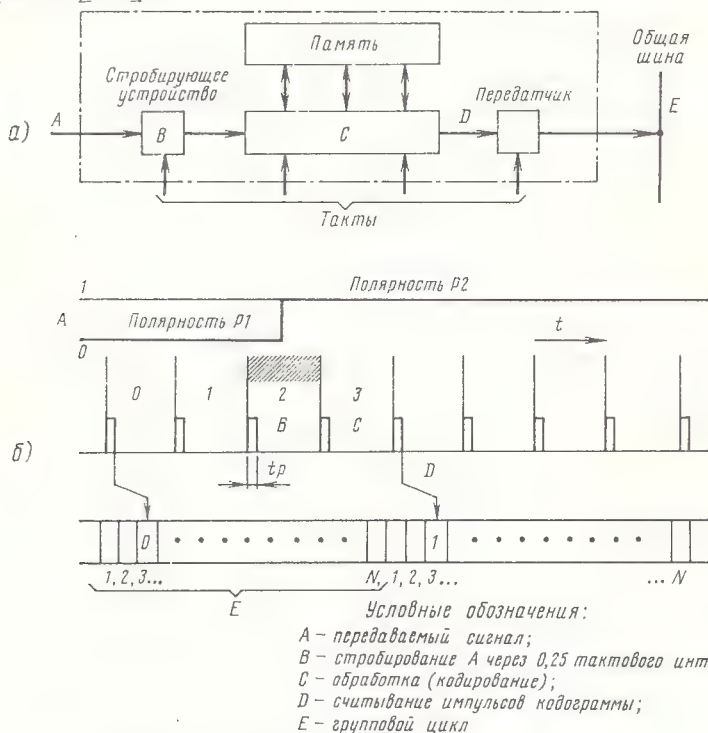 Память
Общая
шина
Стробирующее
устройство
Передатчик
а)
A
B
C
D
E
Такты
1
Полярность P2
A
Полярность P1
0
t
0
1
2
3
Б
С
б)
tp
D
0
1
1, 2, 3...
N,
1, 2, 3...
... N
E
Условные обозначения:
A – передаваемый сигнал;
B – стробирование A через 0,25 тактового инт
C – обработка (кодирование);
D – считывание импульсов кодограммы;
E – групповой цикл